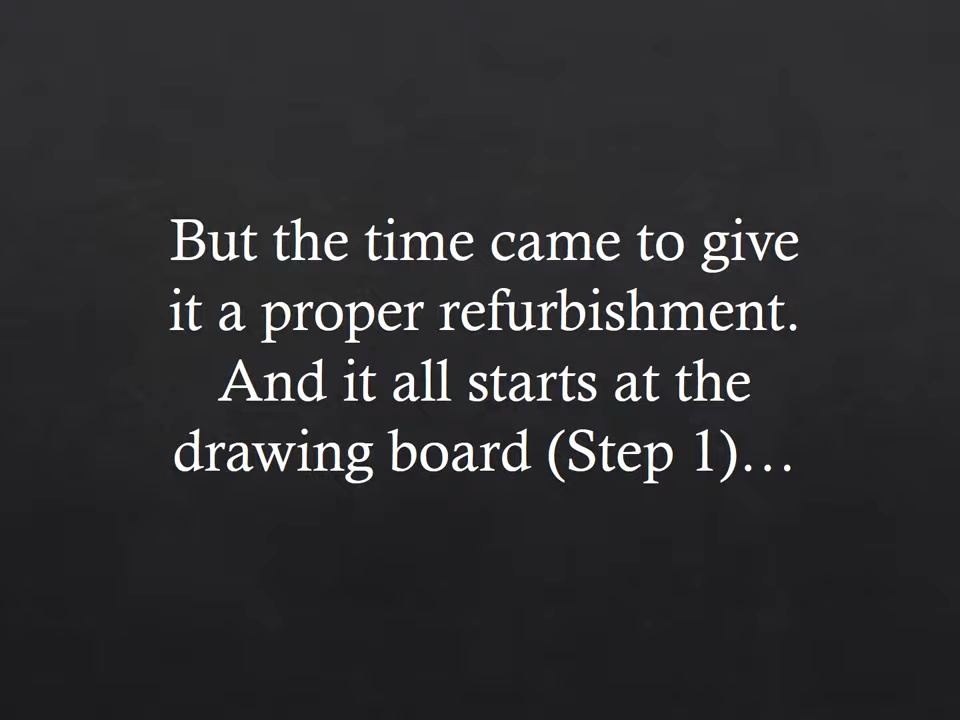 But the time came to give
it a proper refurbishment.
And it all starts at the
drawing board (Step 1)…